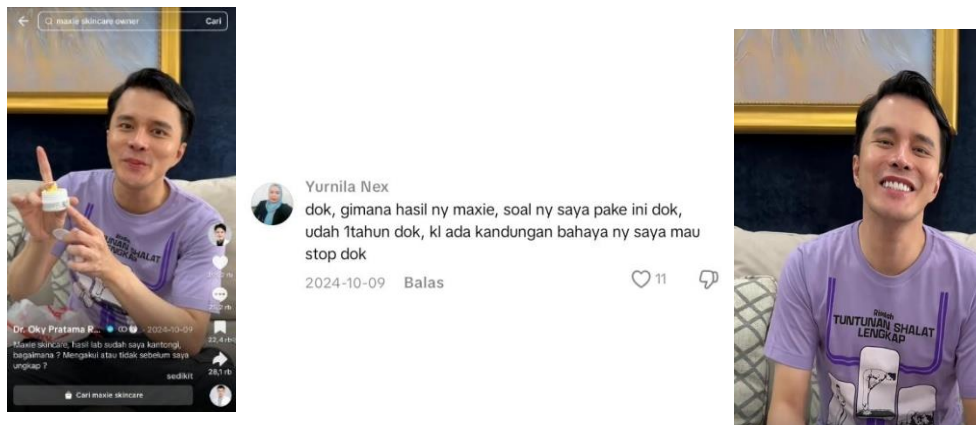 maxie skincare owner
Cari
TUNTUNAN SHALAT
LENGKAP
Dr. Oky Pratama R... · 2024-10-09
Maxie skincare, hasil lab sudah saya kantongi,
bagaimana ? Mengakui atau tidak sebelum saya
ungkap ?
sedikit
22,4 rb
28,1 rb
Cari maxie skincare
Yurnila Nex
dok, gimana hasil ny maxie, soal ny saya pake ini dok,
udah 1tahun dok, kl ada kandungan bahaya ny saya mau
stop dok
2024-10-09 Balas
11
Risalah
TUNTUNAN SHALAT
LENGKAP